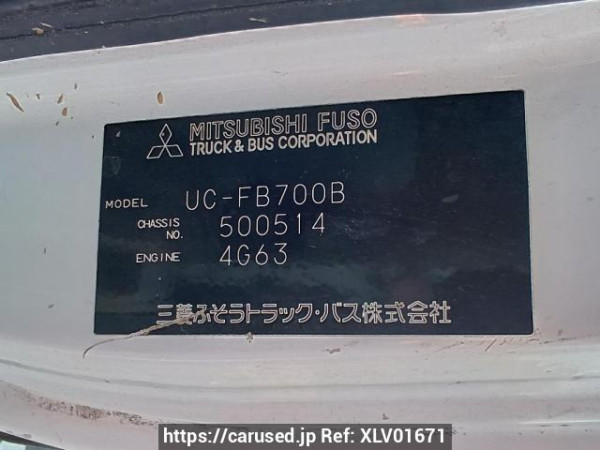 MITSUBISHI FUSO
TRUCK & BUS CORPORATION
MODEL UC-FB700B
CHASSIS NO. 500514
ENGINE 4G63
三菱ふそうトラック・バス株式会社
https://carused.jp Ref: XLV01671